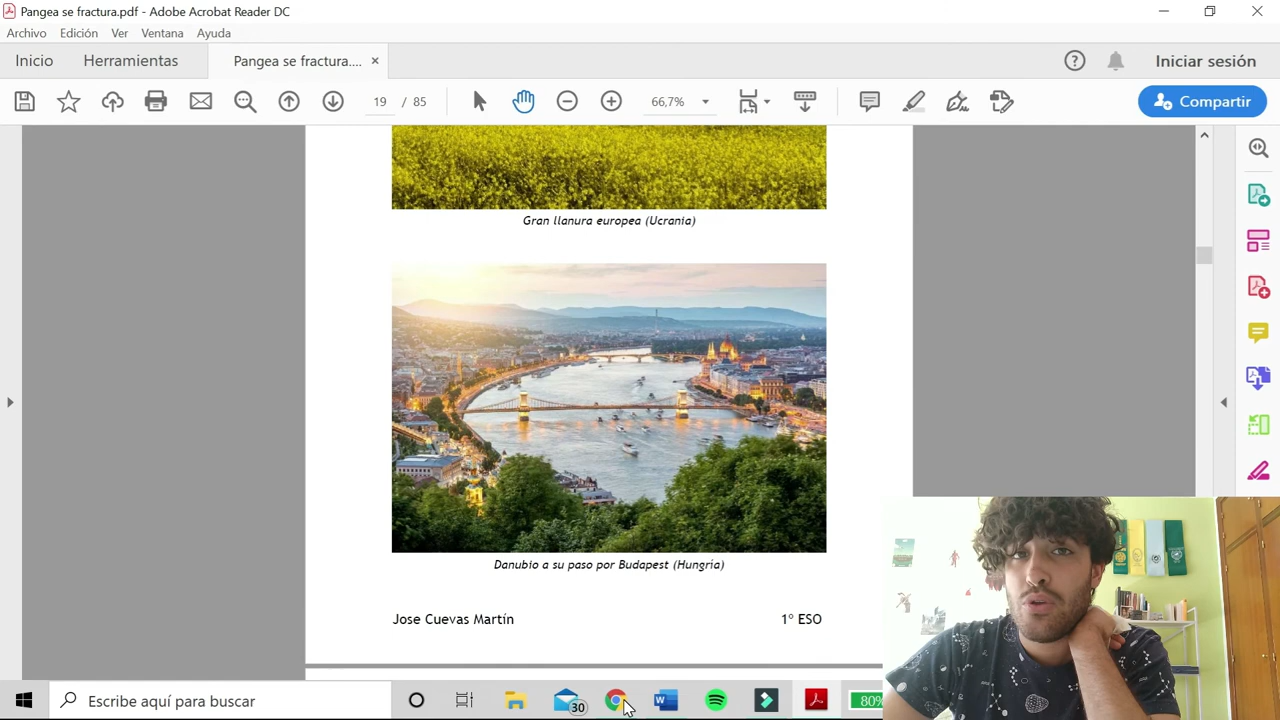 Pangea se fractura.pdf - Adobe Acrobat Reader DC
Archivo Edición Ver Ventana Ayuda
Inicio Herramientas Pangea se fractura.... × Iniciar sesión
19 / 85 66,7% Compartir
Gran llanura europea (Ucrania)
Danubio a su paso por Budapest (Hungría)
Jose Cuevas Martín 1º ESO
Escribe aquí para buscar 30 80%